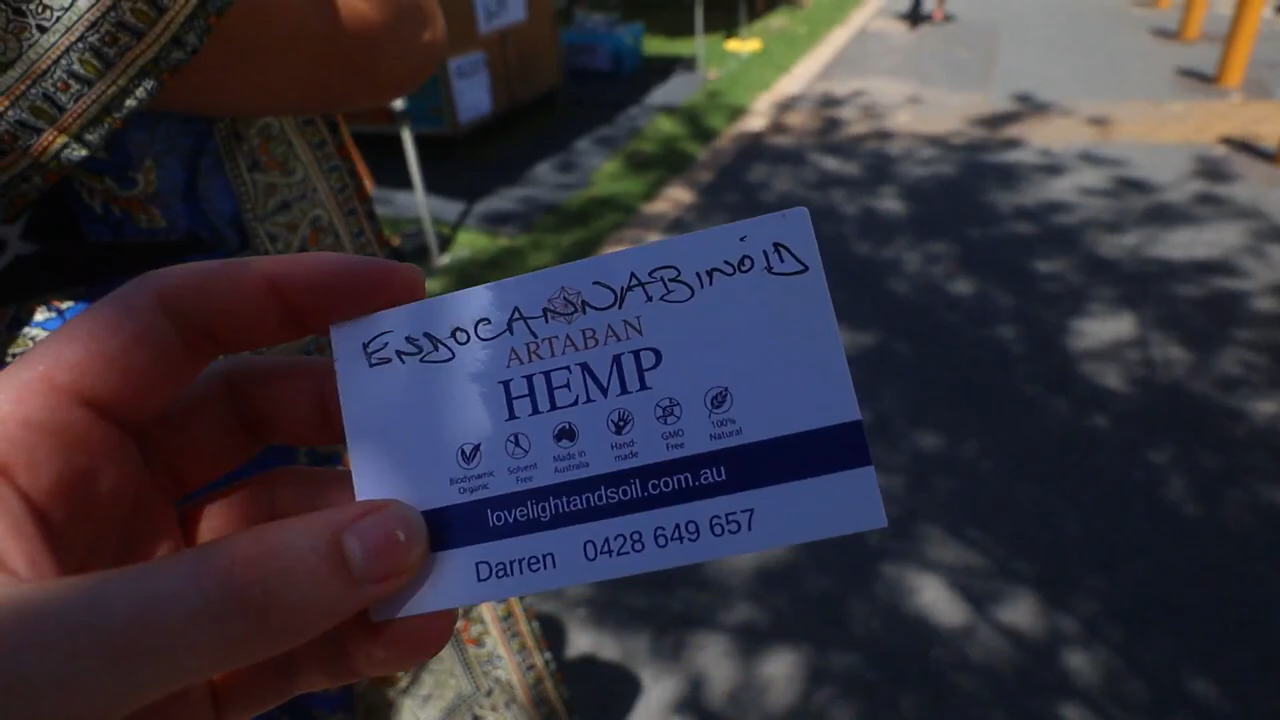 ENDOCANNABINOID
ARTABAN
HEMP
Biodynamic Organic
Solvent Free
Made in Australia
Hand-made
GMO Free
100% Natural
lovelightandsoil.com.au
Darren 0428 649 657